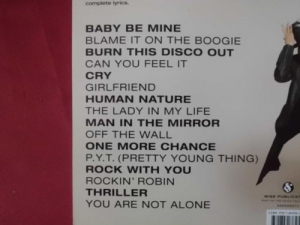 complete lyrics.
BABY BE MINE
BLAME IT ON THE BOOGIE
BURN THIS DISCO OUT
CAN YOU FEEL IT
CRY
GIRLFRIEND
HUMAN NATURE
THE LADY IN MY LIFE
MAN IN THE MIRROR
OFF THE WALL
ONE MORE CHANCE
P.Y.T. (PRETTY YOUNG THING)
ROCK WITH YOU
ROCKIN' ROBIN
THRILLER
YOU ARE NOT ALONE